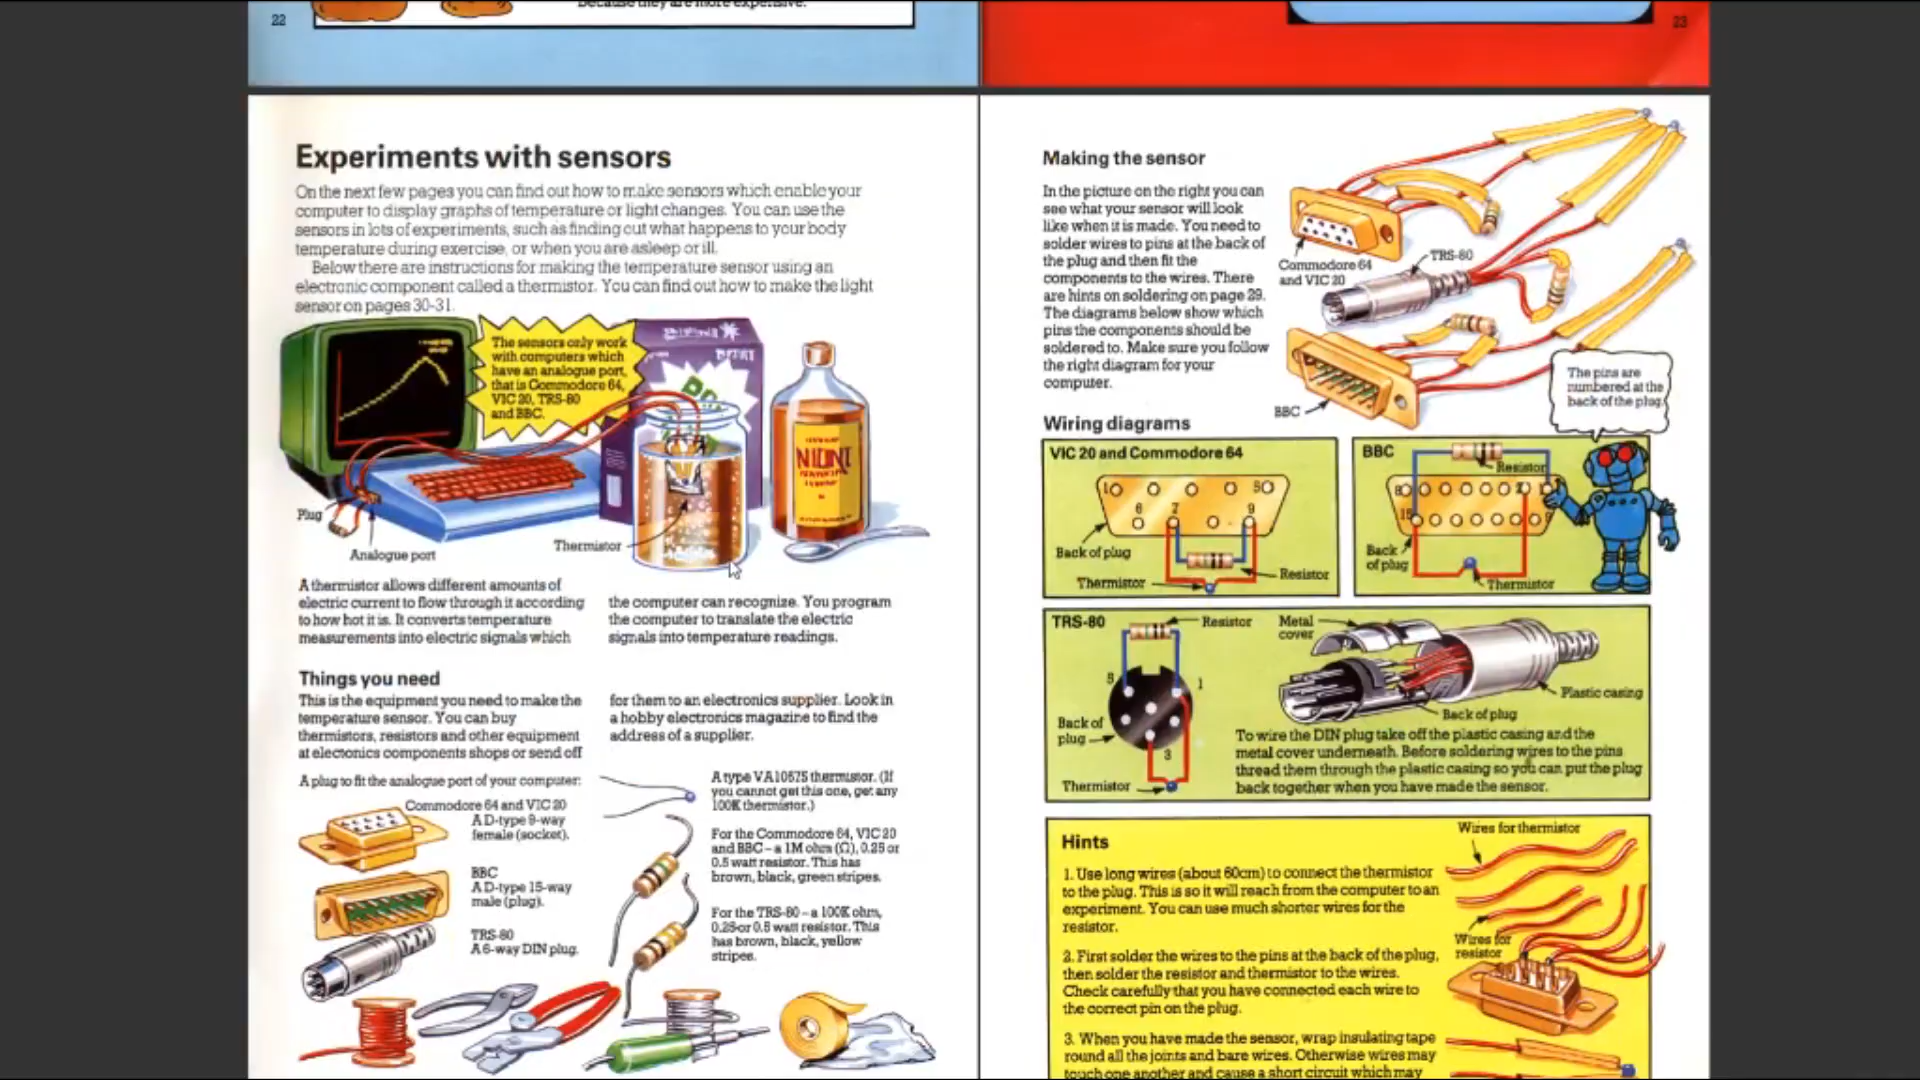 because they are more expensive.
22
23
Experiments with sensors
On the next few pages you can find out how to make sensors which enable your
computer to display graphs of temperature or light changes. You can use the
sensors in lots of experiments, such as finding out what happens to your body
temperature during exercise, or when you are asleep or ill.
Below there are instructions for making the temperature sensor using an
electronic component called a thermistor. You can find out how to make the light
sensor on pages 30-31.
The sensors only work
with computers which
have an analogue port,
that is Commodore 64,
VIC 20, TRS-80
and BBC.
Plug
Analogue port
Thermistor
A thermistor allows different amounts of
electric current to flow through it according
to how hot it is. It converts temperature
measurements into electric signals which
the computer can recognize. You program
the computer to translate the electric
signals into temperature readings.
Things you need
This is the equipment you need to make the
temperature sensor. You can buy
thermistors, resistors and other equipment
at electonics components shops or send off
for them to an electronics supplier. Look in
a hobby electronics magazine to find the
address of a supplier.
A plug to fit the analogue port of your computer:
Commodore 64 and VIC 20
A D-type 9-way
female (socket).
BBC
A D-type 15-way
male (plug).
TRS-80
A 6-way DIN plug.
A type VA1067S thermistor. (If
you cannot get this one, get any
100K thermistor.)
For the Commodore 64, VIC 20
and BBC – a 1M ohm (Ω), 0.25 or
0.5 watt resistor. This has
brown, black, green stripes.
For the TRS-80 – a 100K ohm,
0.25 or 0.5 watt resistor. This
has brown, black, yellow
stripes.
Making the sensor
In the picture on the right you can
see what your sensor will look
like when it is made. You need to
solder wires to pins at the back of
the plug and then fit the
components to the wires. There
are hints on soldering on page 29.
The diagrams below show which
pins the components should be
soldered to. Make sure you follow
the right diagram for your
computer.
Commodore 64
and VIC 20
TRS-80
BBC
The pins are
numbered at the
back of the plug.
Wiring diagrams
VIC 20 and Commodore 64
1
5
6
7
9
Back of plug
Thermistor
Resistor
BBC
Resistor
8
2
15
9
Back
of plug
Thermistor
TRS-80
Resistor
5
1
3
Back of
plug
Thermistor
Metal
cover
Plastic casing
Back of plug
To wire the DIN plug take off the plastic casing and the
metal cover underneath. Before soldering wires to the pins
thread them through the plastic casing so you can put the plug
back together when you have made the sensor.
Hints
1. Use long wires (about 60cm) to connect the thermistor
to the plug. This is so it will reach from the computer to an
experiment. You can use much shorter wires for the
resistor.
2. First solder the wires to the pins at the back of the plug,
then solder the resistor and thermistor to the wires.
Check carefully that you have connected each wire to
the correct pin on the plug.
3. When you have made the sensor, wrap insulating tape
round all the joints and bare wires. Otherwise wires may
touch one another and cause a short circuit which may
Wires for thermistor
Wires for
resistor